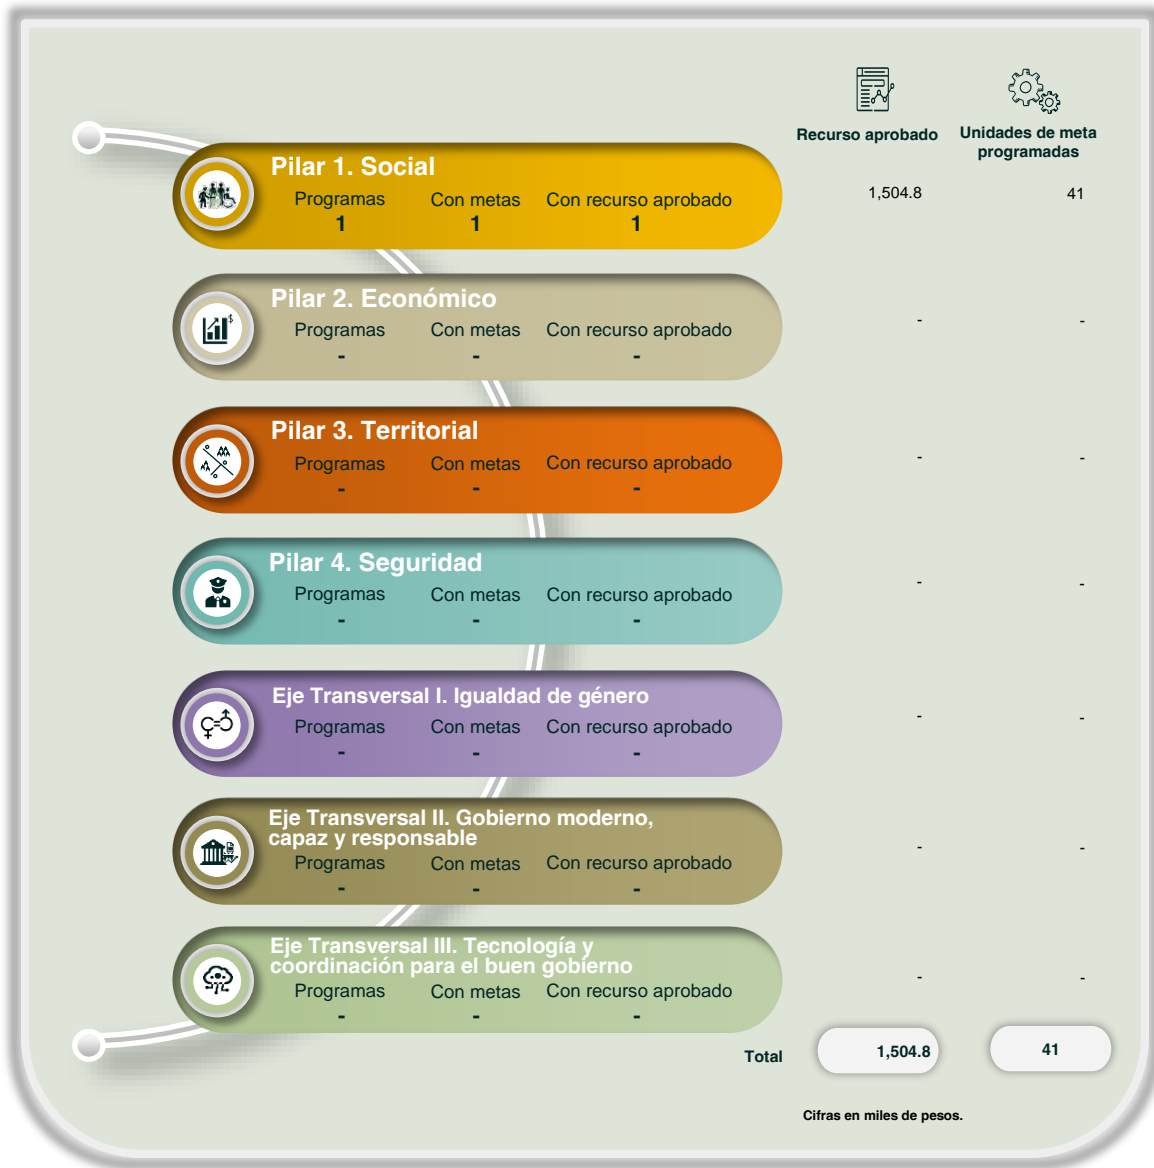 Recurso aprobado
Unidades de meta
programadas
Pilar 1. Social
Programas Con metas Con recurso aprobado
1 1 1
1,504.8 41
Pilar 2. Económico
Programas Con metas Con recurso aprobado
- - -
- -
Pilar 3. Territorial
Programas Con metas Con recurso aprobado
- - -
- -
Pilar 4. Seguridad
Programas Con metas Con recurso aprobado
- - -
- -
Eje Transversal I. Igualdad de género
Programas Con metas Con recurso aprobado
- - -
- -
Eje Transversal II. Gobierno moderno,
capaz y responsable
Programas Con metas Con recurso aprobado
- - -
- -
Eje Transversal III. Tecnología y
coordinación para el buen gobierno
Programas Con metas Con recurso aprobado
- - -
- -
Total 1,504.8 41
Cifras en miles de pesos.